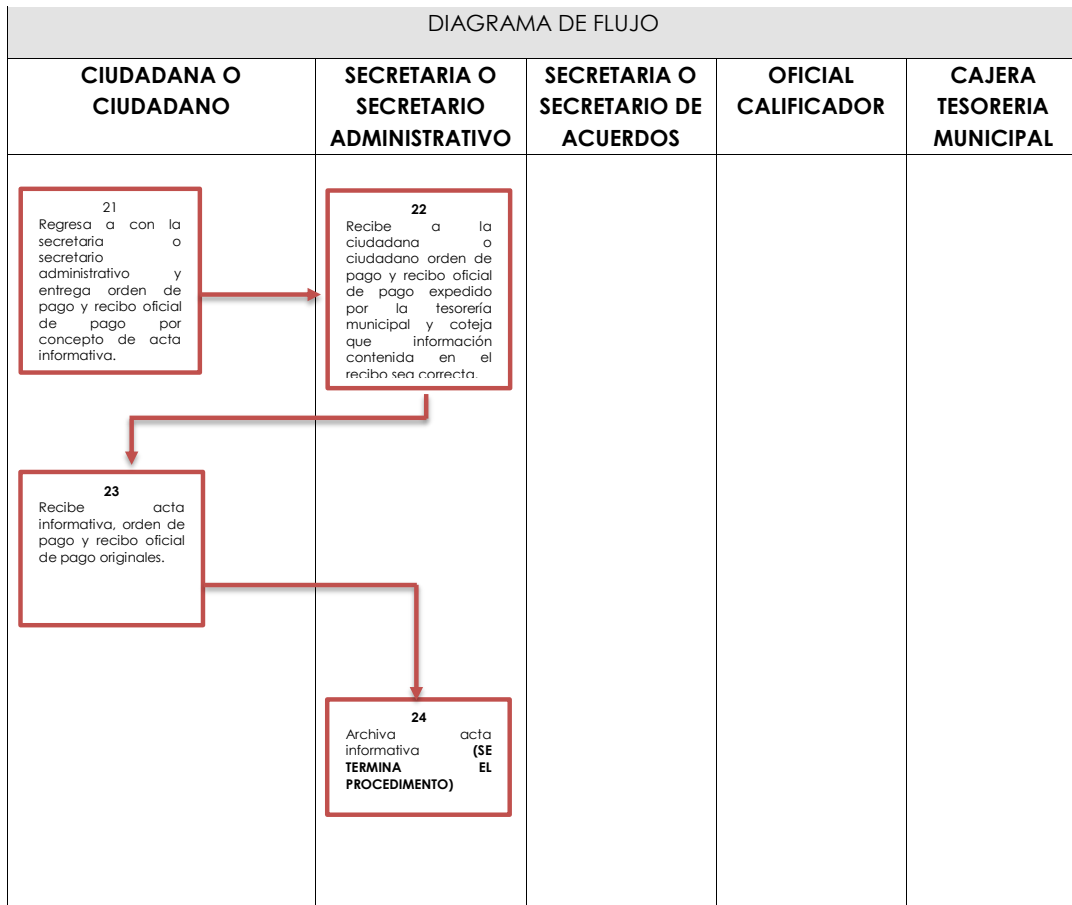 DIAGRAMA DE FLUJO
CIUDADANA O
CIUDADANO
SECRETARIA O
SECRETARIO
ADMINISTRATIVO
SECRETARIA O
SECRETARIO DE
ACUERDOS
OFICIAL
CALIFICADOR
CAJERA
TESORERIA
MUNICIPAL
21
Regresa a con la
secretaria o
secretario
administrativo y
entrega orden de
pago y recibo oficial
de pago por
concepto de acta
informativa.
22
Recibe a la
ciudadana o
ciudadano orden de
pago y recibo oficial
de pago expedido
por la tesorería
municipal y coteja
que información
contenida en el
recibo sea correcta.
23
Recibe acta
informativa, orden de
pago y recibo oficial
de pago originales.
24
Archiva acta
informativa (SE
TERMINA EL
PROCEDIMENTO)